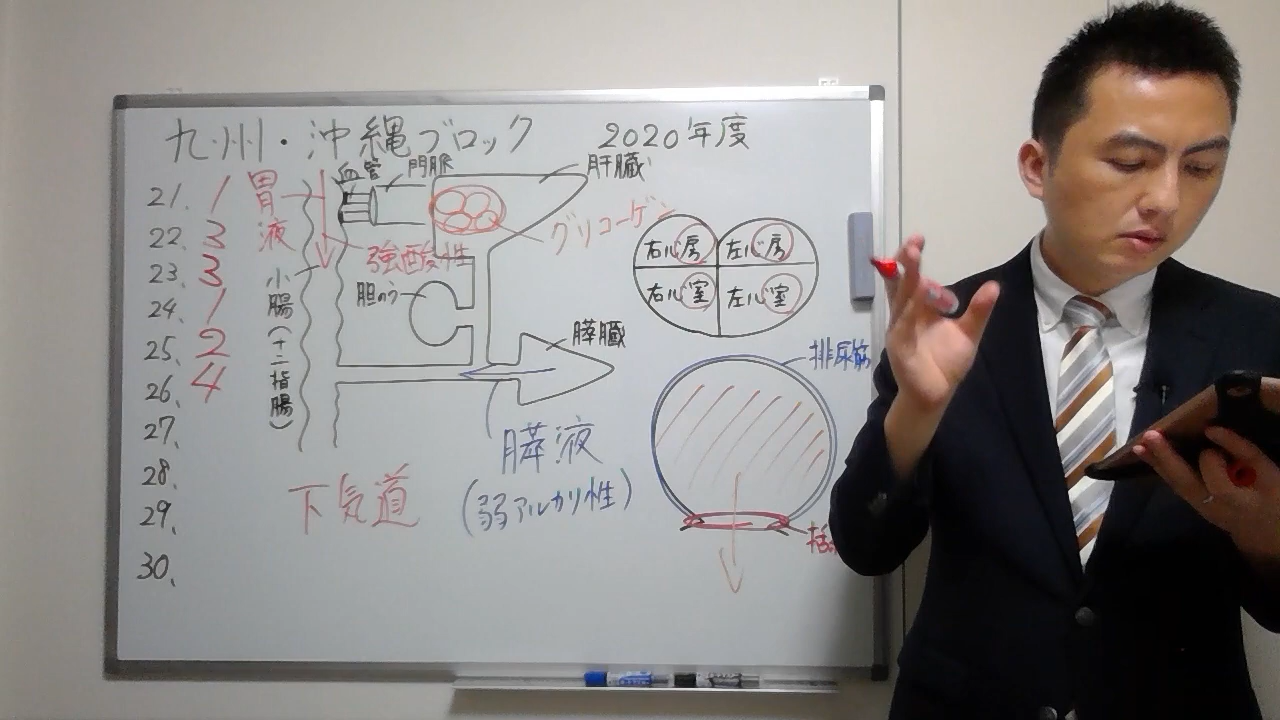 九州・沖縄ブロック 2020年度
21. 1
22. 3
23. 3
24. 1
25. 2
26. 4
27.
28.
29.
30.
胃液
血管
門脈
肝臓
グリコーゲン
強酸性
小腸(十二指腸)
胆のう
膵臓
膵液
(弱アルカリ性)
下気道
右心房
左心房
右心室
左心室
排尿筋